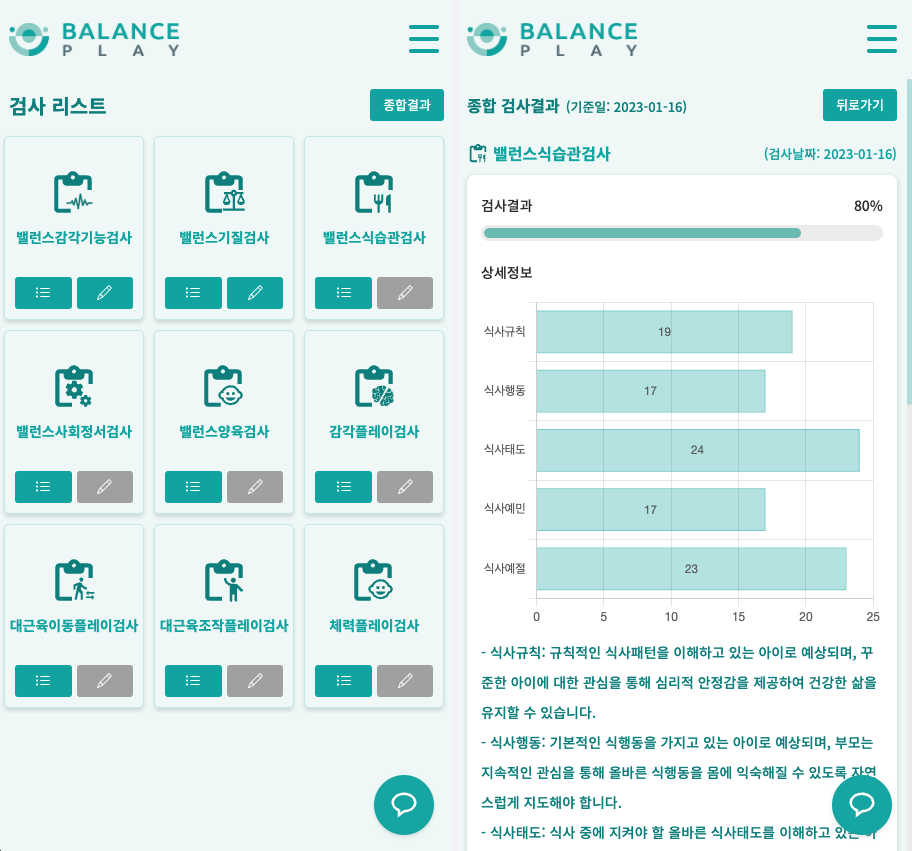 BALANCE
PLAY
검사 리스트
종합결과
밸런스감각기능검사
밸런스기질검사
밸런스식습관검사
밸런스사회정서검사
밸런스양육검사
감각플레이검사
대근육이동플레이검사
대근육조작플레이검사
체력플레이검사
BALANCE
PLAY
종합 검사결과 (기준일: 2023-01-16)
뒤로가기
밸런스식습관검사
(검사날짜: 2023-01-16)
검사결과
80%
상세정보
식사규칙
19
식사행동
17
식사태도
24
식사예민
17
식사예절
23
0 5 10 15 20 25
- 식사규칙: 규칙적인 식사패턴을 이해하고 있는 아이로 예상되며, 꾸
준한 아이에 대한 관심을 통해 심리적 안정감을 제공하여 건강한 삶을
유지할 수 있습니다.
- 식사행동: 기본적인 식행동을 가지고 있는 아이로 예상되며, 부모는
지속적인 관심을 통해 올바른 식행동을 몸에 익숙해질 수 있도록 자연
스럽게 지도해야 합니다.
- 식사태도: 식사 중에 지켜야 할 올바른 식사태도를 이해하고 있는